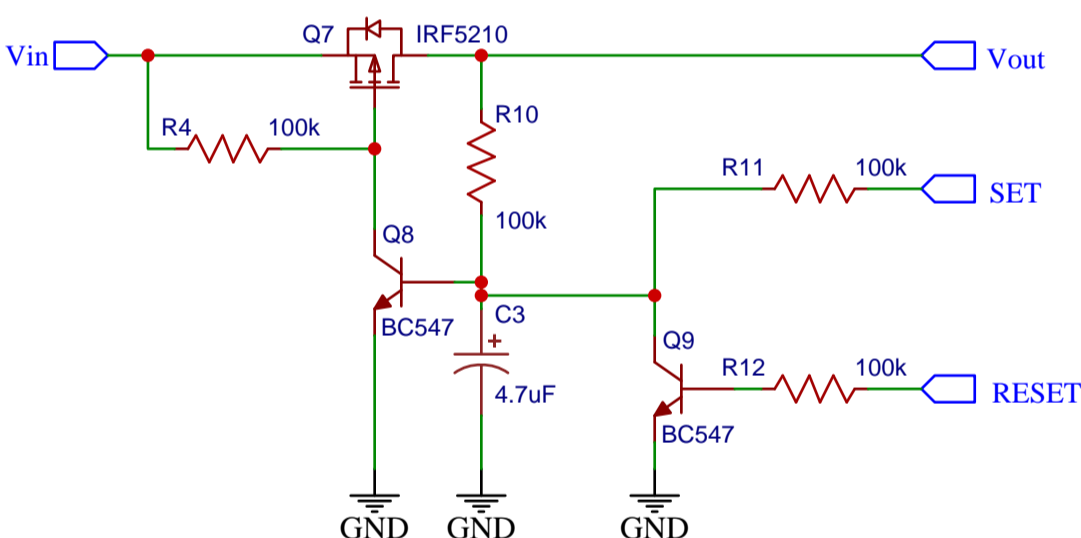 Q7
IRF5210
Vin
Vout
R4
100k
R10
100k
R11
100k
SET
Q8
BC547
C3
+
4.7uF
Q9
BC547
R12
100k
RESET
GND
GND
GND